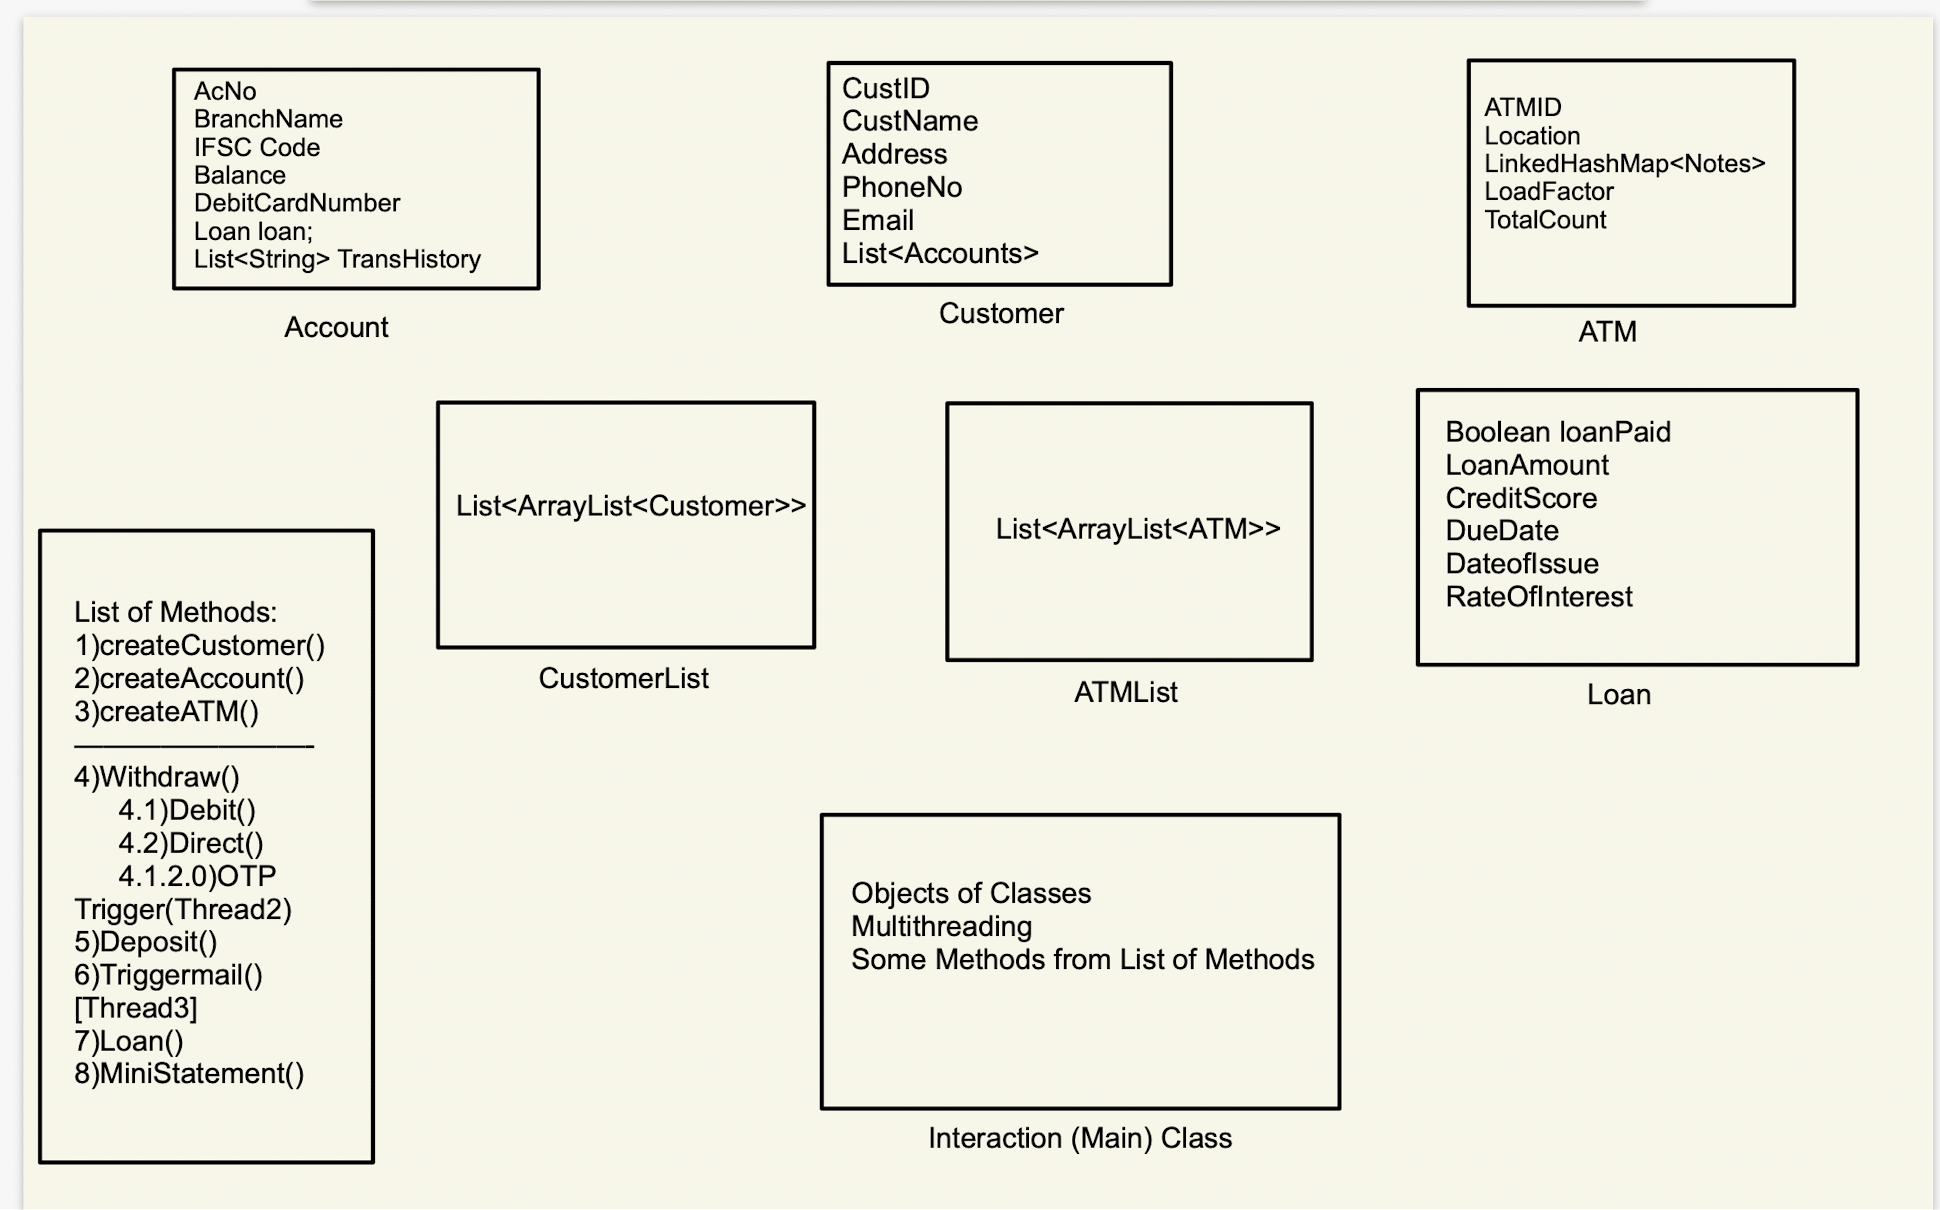 AcNo
BranchName
IFSC Code
Balance
DebitCardNumber
Loan loan;
List<String> TransHistory
Account
CustID
CustName
Address
PhoneNo
Email
List<Accounts>
Customer
ATMID
Location
LinkedHashMap<Notes>
LoadFactor
TotalCount
ATM
List<ArrayList<Customer>>
CustomerList
List<ArrayList<ATM>>
ATMList
Boolean loanPaid
LoanAmount
CreditScore
DueDate
DateofIssue
RateOfInterest
Loan
List of Methods:
1)createCustomer()
2)createAccount()
3)createATM()
————————-
4)Withdraw()
4.1)Debit()
4.2)Direct()
4.1.2.0)OTP
Trigger(Thread2)
5)Deposit()
6)Triggermail()
[Thread3]
7)Loan()
8)MiniStatement()
Objects of Classes
Multithreading
Some Methods from List of Methods
Interaction (Main) Class